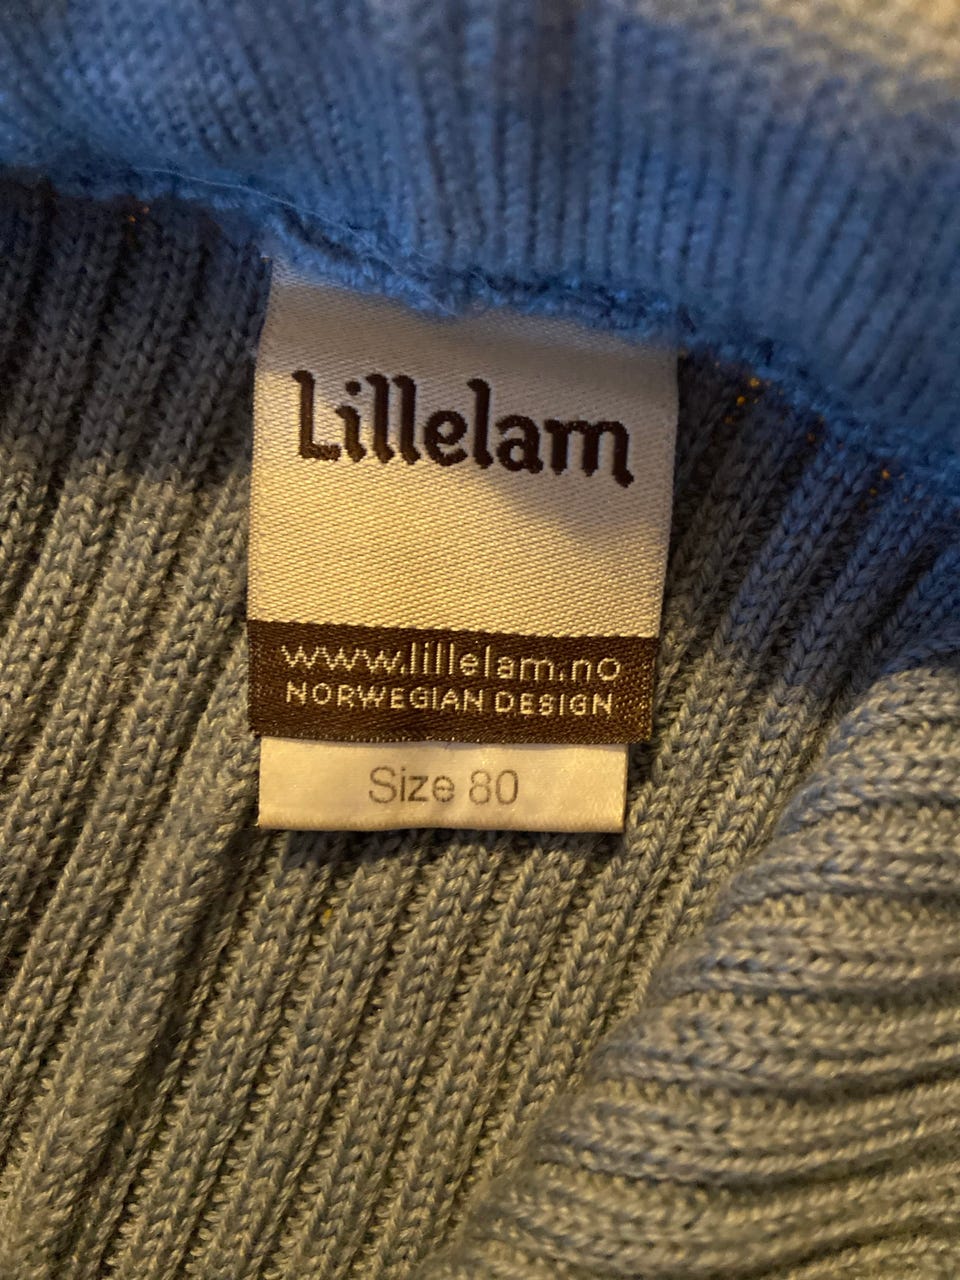 Lillelam
www.lillelam.no
NORWEGIAN DESIGN
Size 80